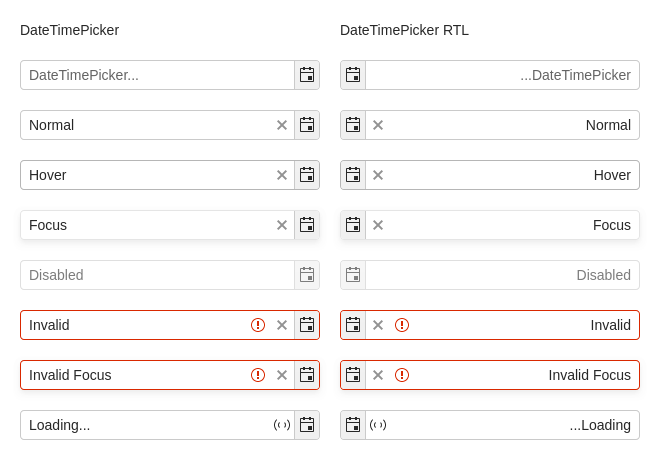 DateTimePicker
DateTimePicker RTL
DateTimePicker...
...DateTimePicker
Normal
Normal
Hover
Hover
Focus
Focus
Disabled
Disabled
Invalid
Invalid
Invalid Focus
Invalid Focus
Loading...
...Loading